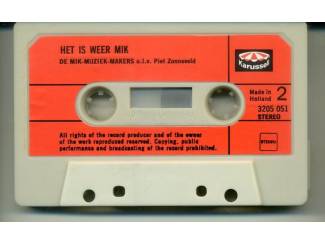 HET IS WEER MIK
DE MIK-MUZIEK-MAKERS o.l.v. Piet Zonneveld
Karussell
Made in
Holland 2
3205 051
STEREO
All rights of the record producer and of the owner
of the work reproduced reserved. Copying, public
performance and broadcasting of the record prohibited.
STEMRA